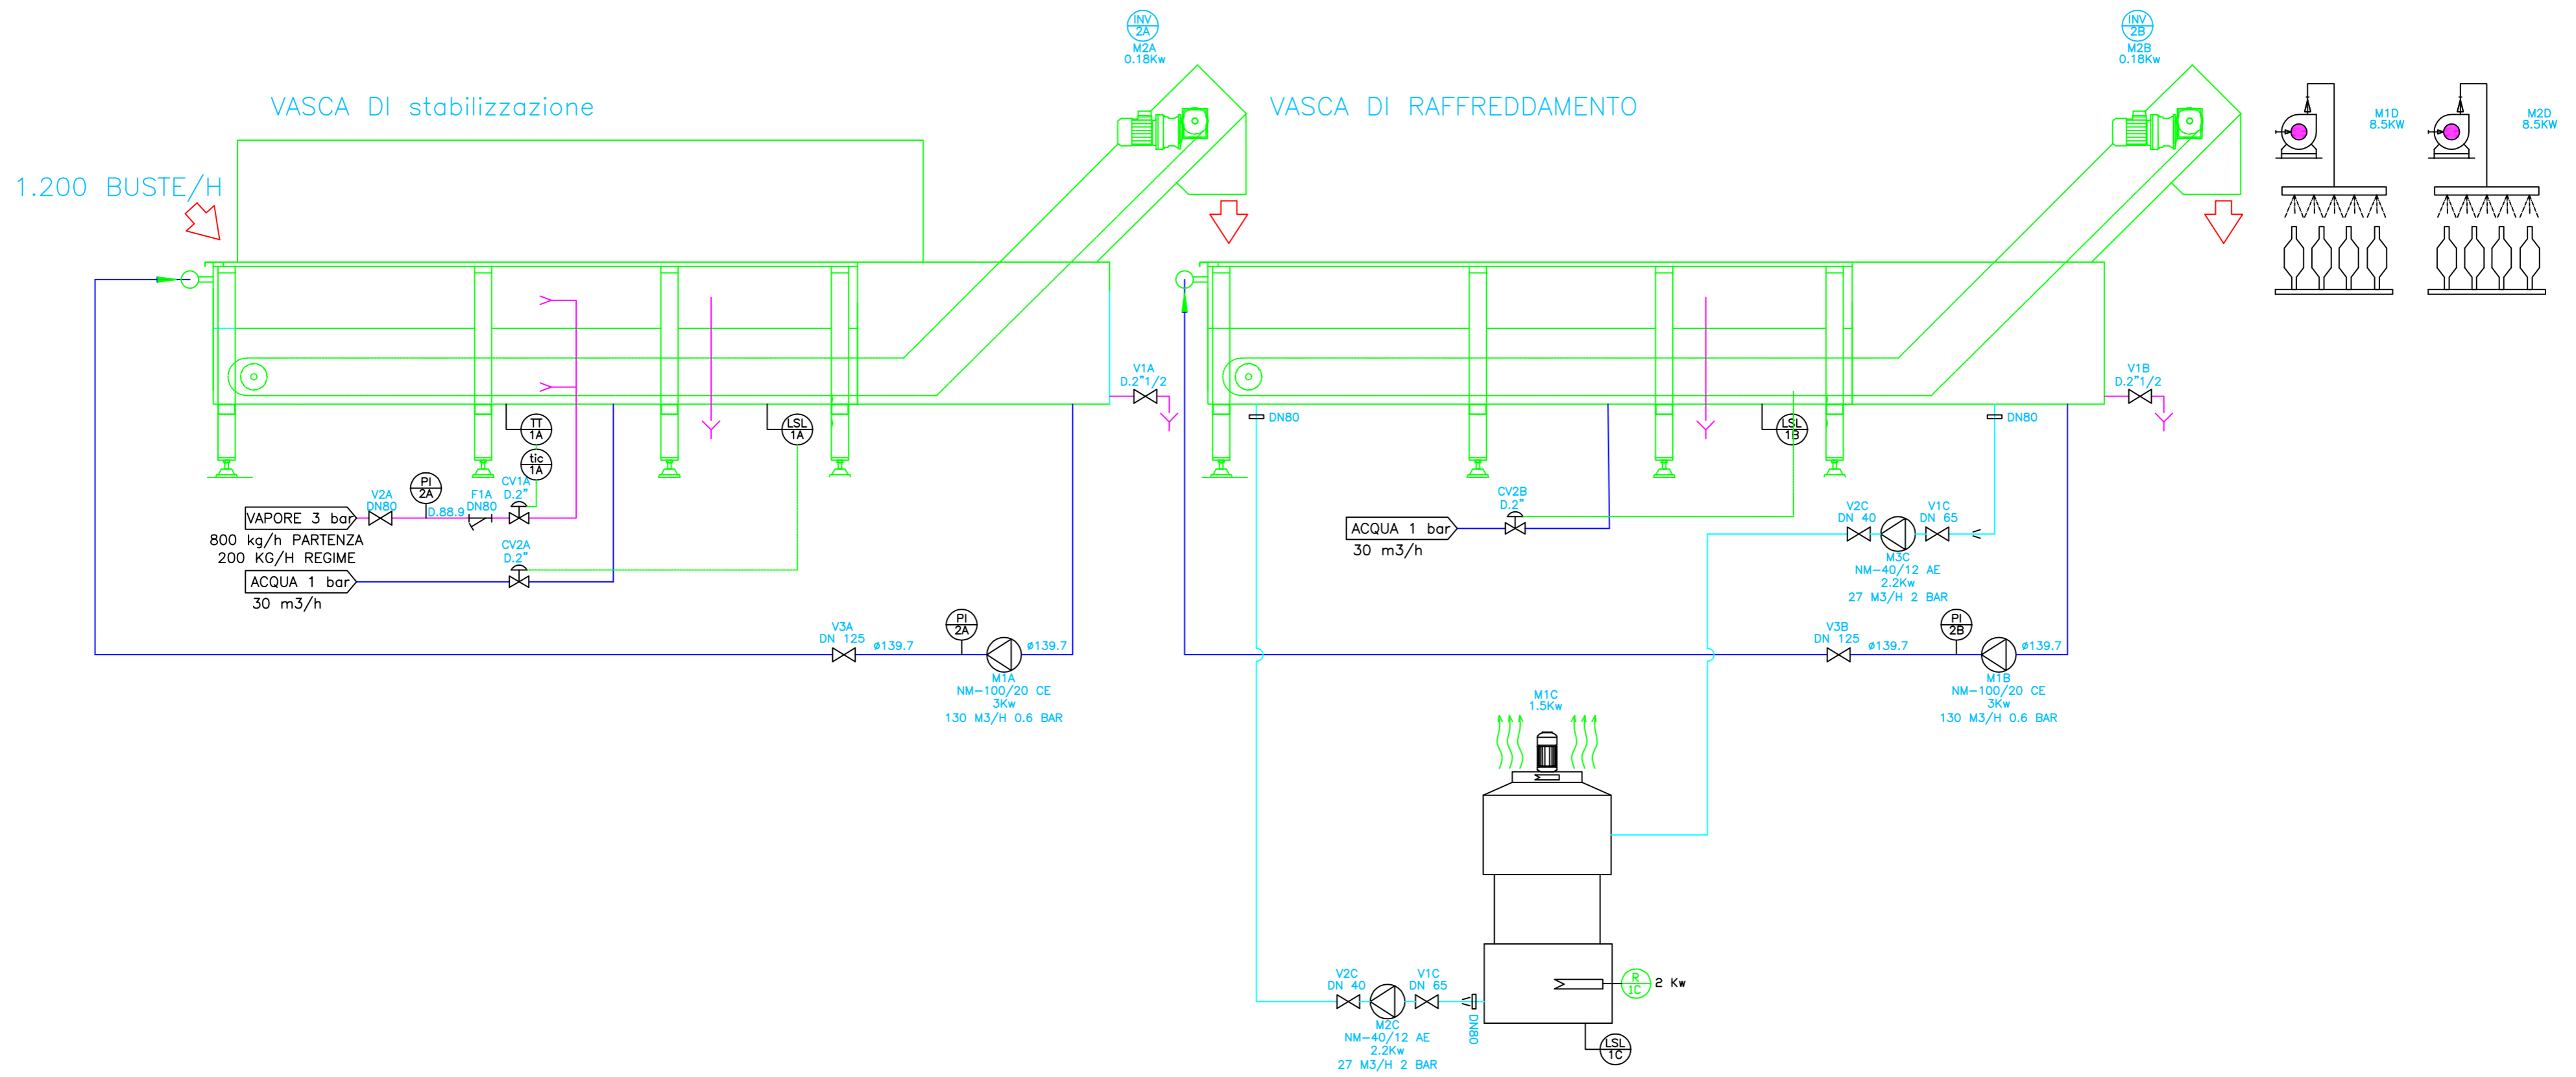 INV
2A
M2A
0.18Kw
INV
2B
M2B
0.18Kw
VASCA DI stabilizzazione
VASCA DI RAFFREDDAMENTO
M1D
8.5KW
M2D
8.5KW
1.200 BUSTE/H
V1A
D.2"1/2
V1B
D.2"1/2
TT
1A
LSL
1A
tic
1A
PI
2A
V2A
DN80
D.88.9
F1A
DN80
CV1A
D.2"
VAPORE 3 bar
800 kg/h PARTENZA
200 KG/H REGIME
CV2A
D.2"
ACQUA 1 bar
30 m3/h
V3A
DN 125
ø139.7
PI
2A
ø139.7
M1A
NM-100/20 CE
3Kw
130 M3/H 0.6 BAR
DN80
LSL
1B
DN80
CV2B
D.2"
ACQUA 1 bar
30 m3/h
V2C
DN 40
V1C
DN 65
M3C
NM-40/12 AE
2.2Kw
27 M3/H 2 BAR
V3B
DN 125
ø139.7
PI
2B
ø139.7
M1B
NM-100/20 CE
3Kw
130 M3/H 0.6 BAR
M1C
1.5Kw
V2C
DN 40
V1C
DN 65
M2C
NM-40/12 AE
2.2Kw
27 M3/H 2 BAR
DN80
R
1C
2 Kw
LSL
1C